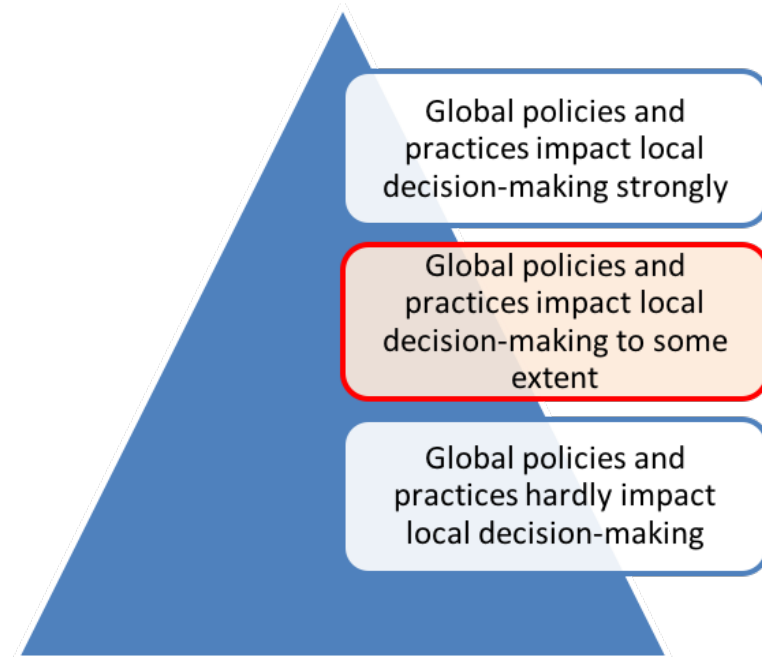 Global policies and
practices impact local
decision-making strongly
Global policies and
practices impact local
decision-making to some
extent
Global policies and
practices hardly impact
local decision-making